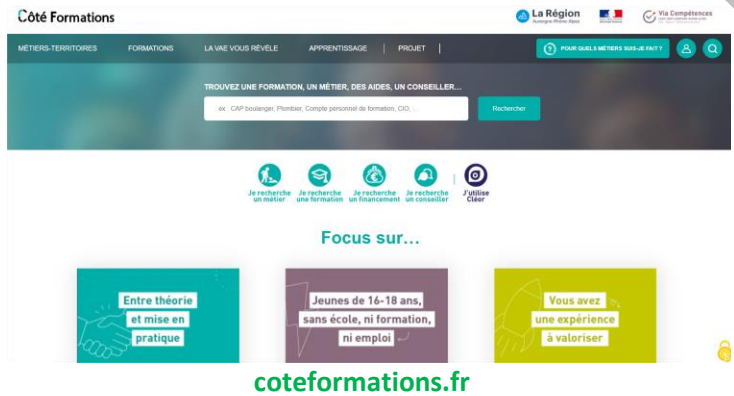 Côté Formations
La Région
Auvergne-Rhône-Alpes
Via Compétences
MÉTIERS-TERRITOIRES
FORMATIONS
LA VAE VOUS RÉVÈLE
APPRENTISSAGE
PROJET
POUR QUELS MÉTIERS SUIS-JE FAIT ?
TROUVEZ UNE FORMATION, UN MÉTIER, DES AIDES, UN CONSEILLER...
ex : CAP boulanger, Plombier, Compte personnel de formation, CIO, ...
Rechercher
Je recherche
un métier
Je recherche
une formation
Je recherche
un financement
Je recherche
un conseiller
J'utilise
Cléor
Focus sur...
Entre théorie
et mise en
pratique
Jeunes de 16-18 ans,
sans école, ni formation,
ni emploi
Vous avez
une expérience
à valoriser
coteformations.fr